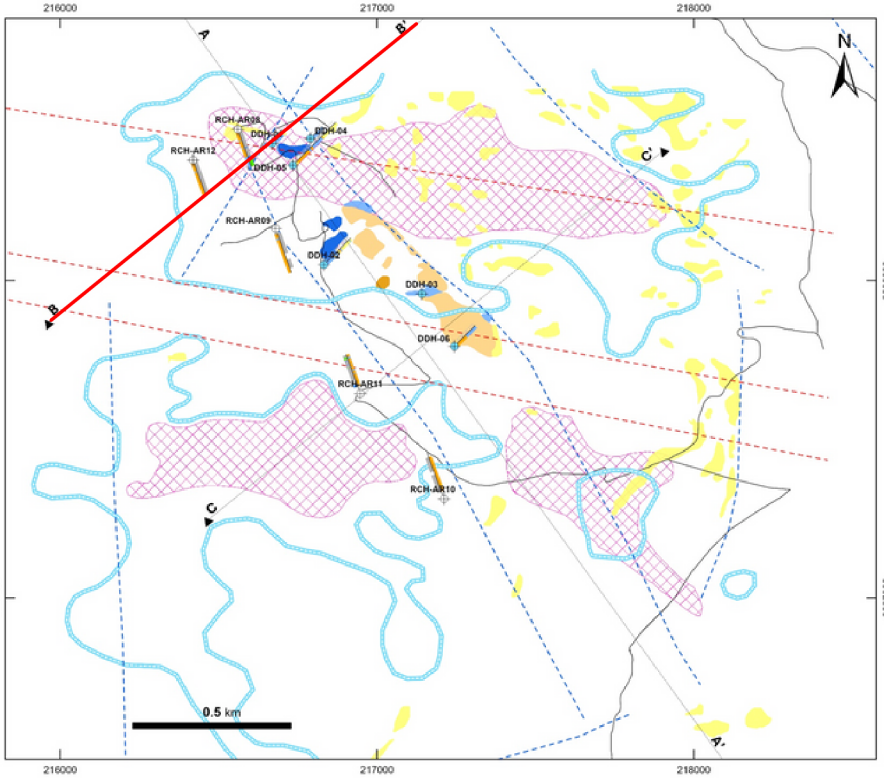 216000 217000 218000
A
B'
N
RCH-AR08
DDH-04
RCH-AR12
C'
DDH-05
RCH-AR09
DDH-02
DDH-03
B
DDH-06
RCH-AR11
RCH-AR10
C
0.5 km
A'
216000 217000 218000